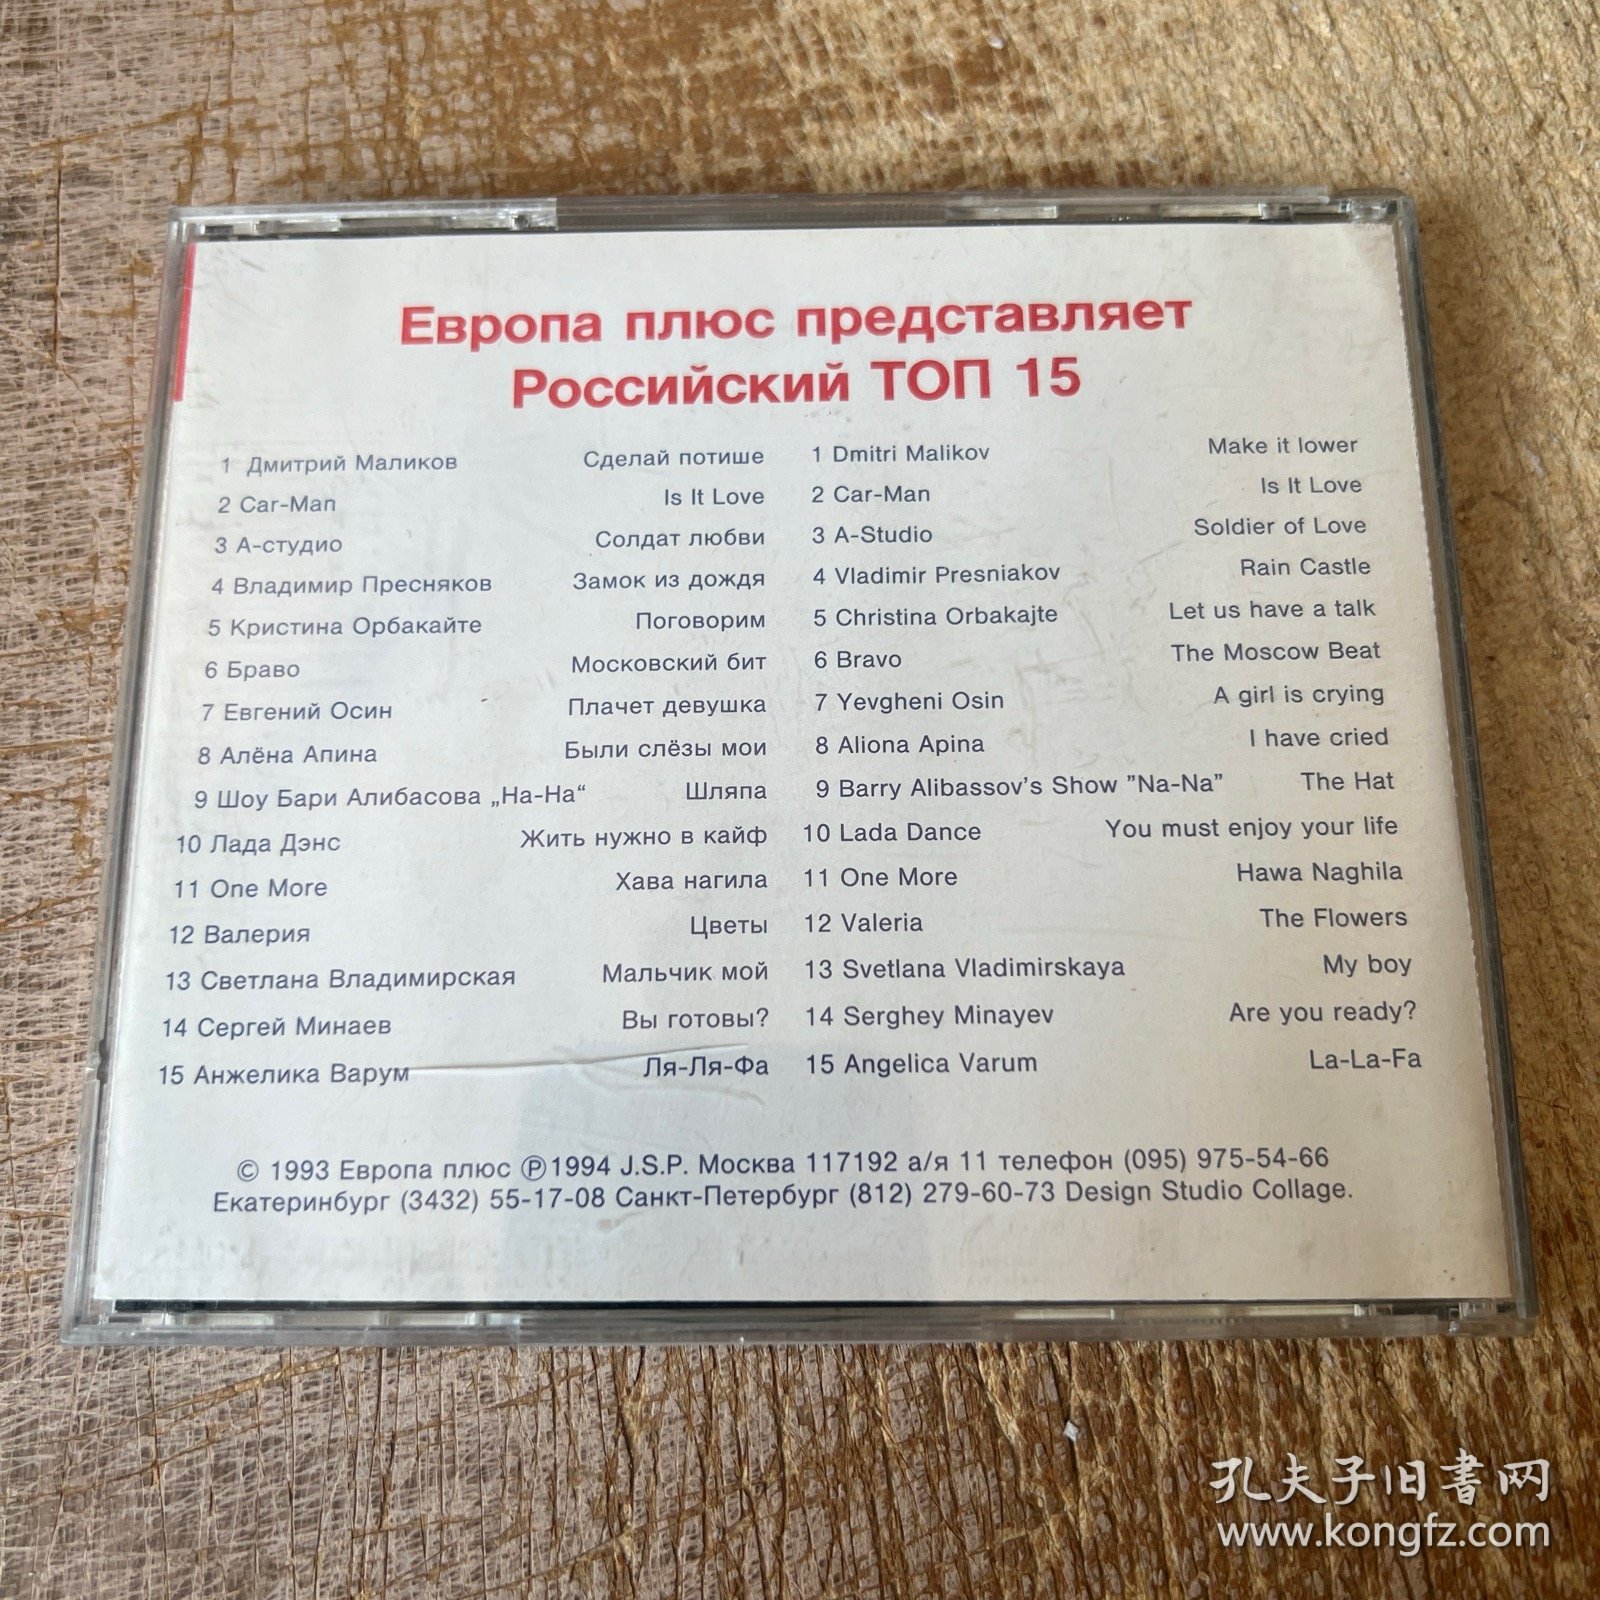 Европа плюс представляет
Российский ТОП 15
1 Дмитрий Маликов Сделай потише
2 Car-Man Is It Love
3 А-студио Солдат любви
4 Владимир Пресняков Замок из дождя
5 Кристина Орбакайте Поговорим
6 Браво Московский бит
7 Евгений Осин Плачет девушка
8 Алёна Апина Были слёзы мои
9 Шоу Бари Алибасова „На-На“ Шляпа
10 Лада Дэнс Жить нужно в кайф
11 One More Хава нагила
12 Валерия Цветы
13 Светлана Владимирская Мальчик мой
14 Сергей Минаев Вы готовы?
15 Анжелика Варум Ля-Ля-Фа
1 Dmitri Malikov Make it lower
2 Car-Man Is It Love
3 A-Studio Soldier of Love
4 Vladimir Presniakov Rain Castle
5 Christina Orbakajte Let us have a talk
6 Bravo The Moscow Beat
7 Yevgheni Osin A girl is crying
8 Aliona Apina I have cried
9 Barry Alibassov's Show "Na-Na" The Hat
10 Lada Dance You must enjoy your life
11 One More Hawa Naghila
12 Valeria The Flowers
13 Svetlana Vladimirskaya My boy
14 Serghey Minayev Are you ready?
15 Angelica Varum La-La-Fa
© 1993 Европа плюс ℗1994 J.S.P. Москва 117192 а/я 11 телефон (095) 975-54-66
Екатеринбург (3432) 55-17-08 Санкт-Петербург (812) 279-60-73 Design Studio Collage.
孔夫子旧书网
www.kongfz.com